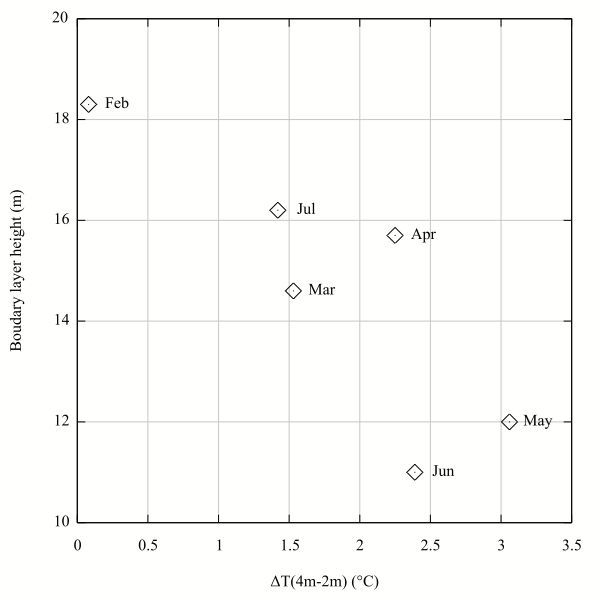 20
18
16
14
12
10
Boudary layer height (m)
Feb
Jul
Apr
Mar
May
Jun
0 0.5 1 1.5 2 2.5 3 3.5
ΔT(4m-2m) (°C)